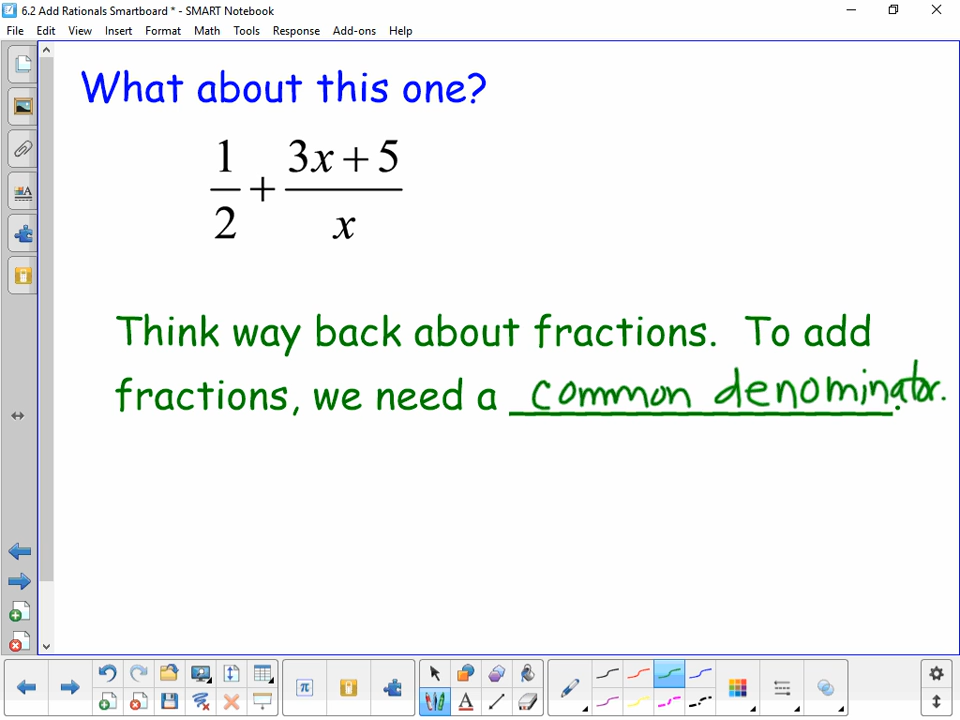 6.2 Add Rationals Smartboard * - SMART Notebook
File Edit View Insert Format Math Tools Response Add-ons Help
What about this one?
1/2 + (3x + 5)/x
Think way back about fractions. To add
fractions, we need a common denominator.